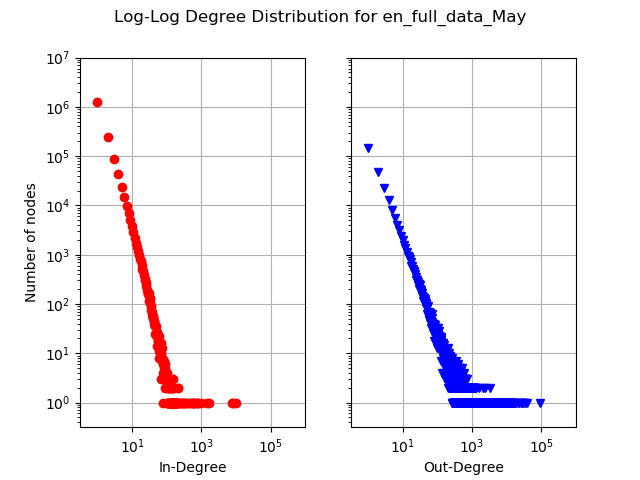 Log-Log Degree Distribution for en_full_data_May
Number of nodes
10^7
10^6
10^5
10^4
10^3
10^2
10^1
10^0
10^1 10^3 10^5
In-Degree
10^1 10^3 10^5
Out-Degree